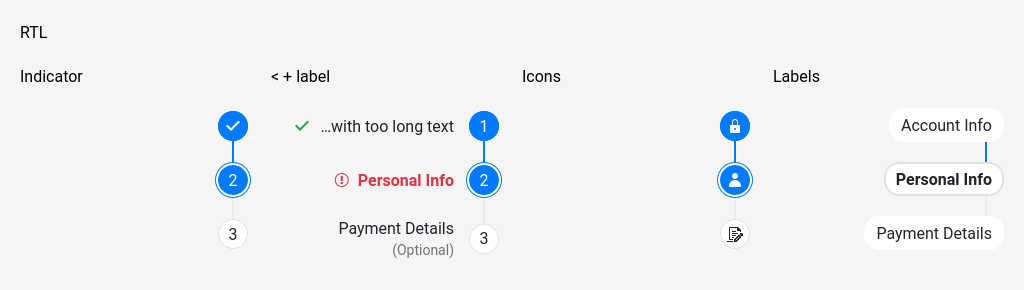 RTL
Indicator
< + label
Icons
Labels
2
3
...with too long text
1
Personal Info
2
Payment Details
(Optional)
3
Account Info
Personal Info
Payment Details